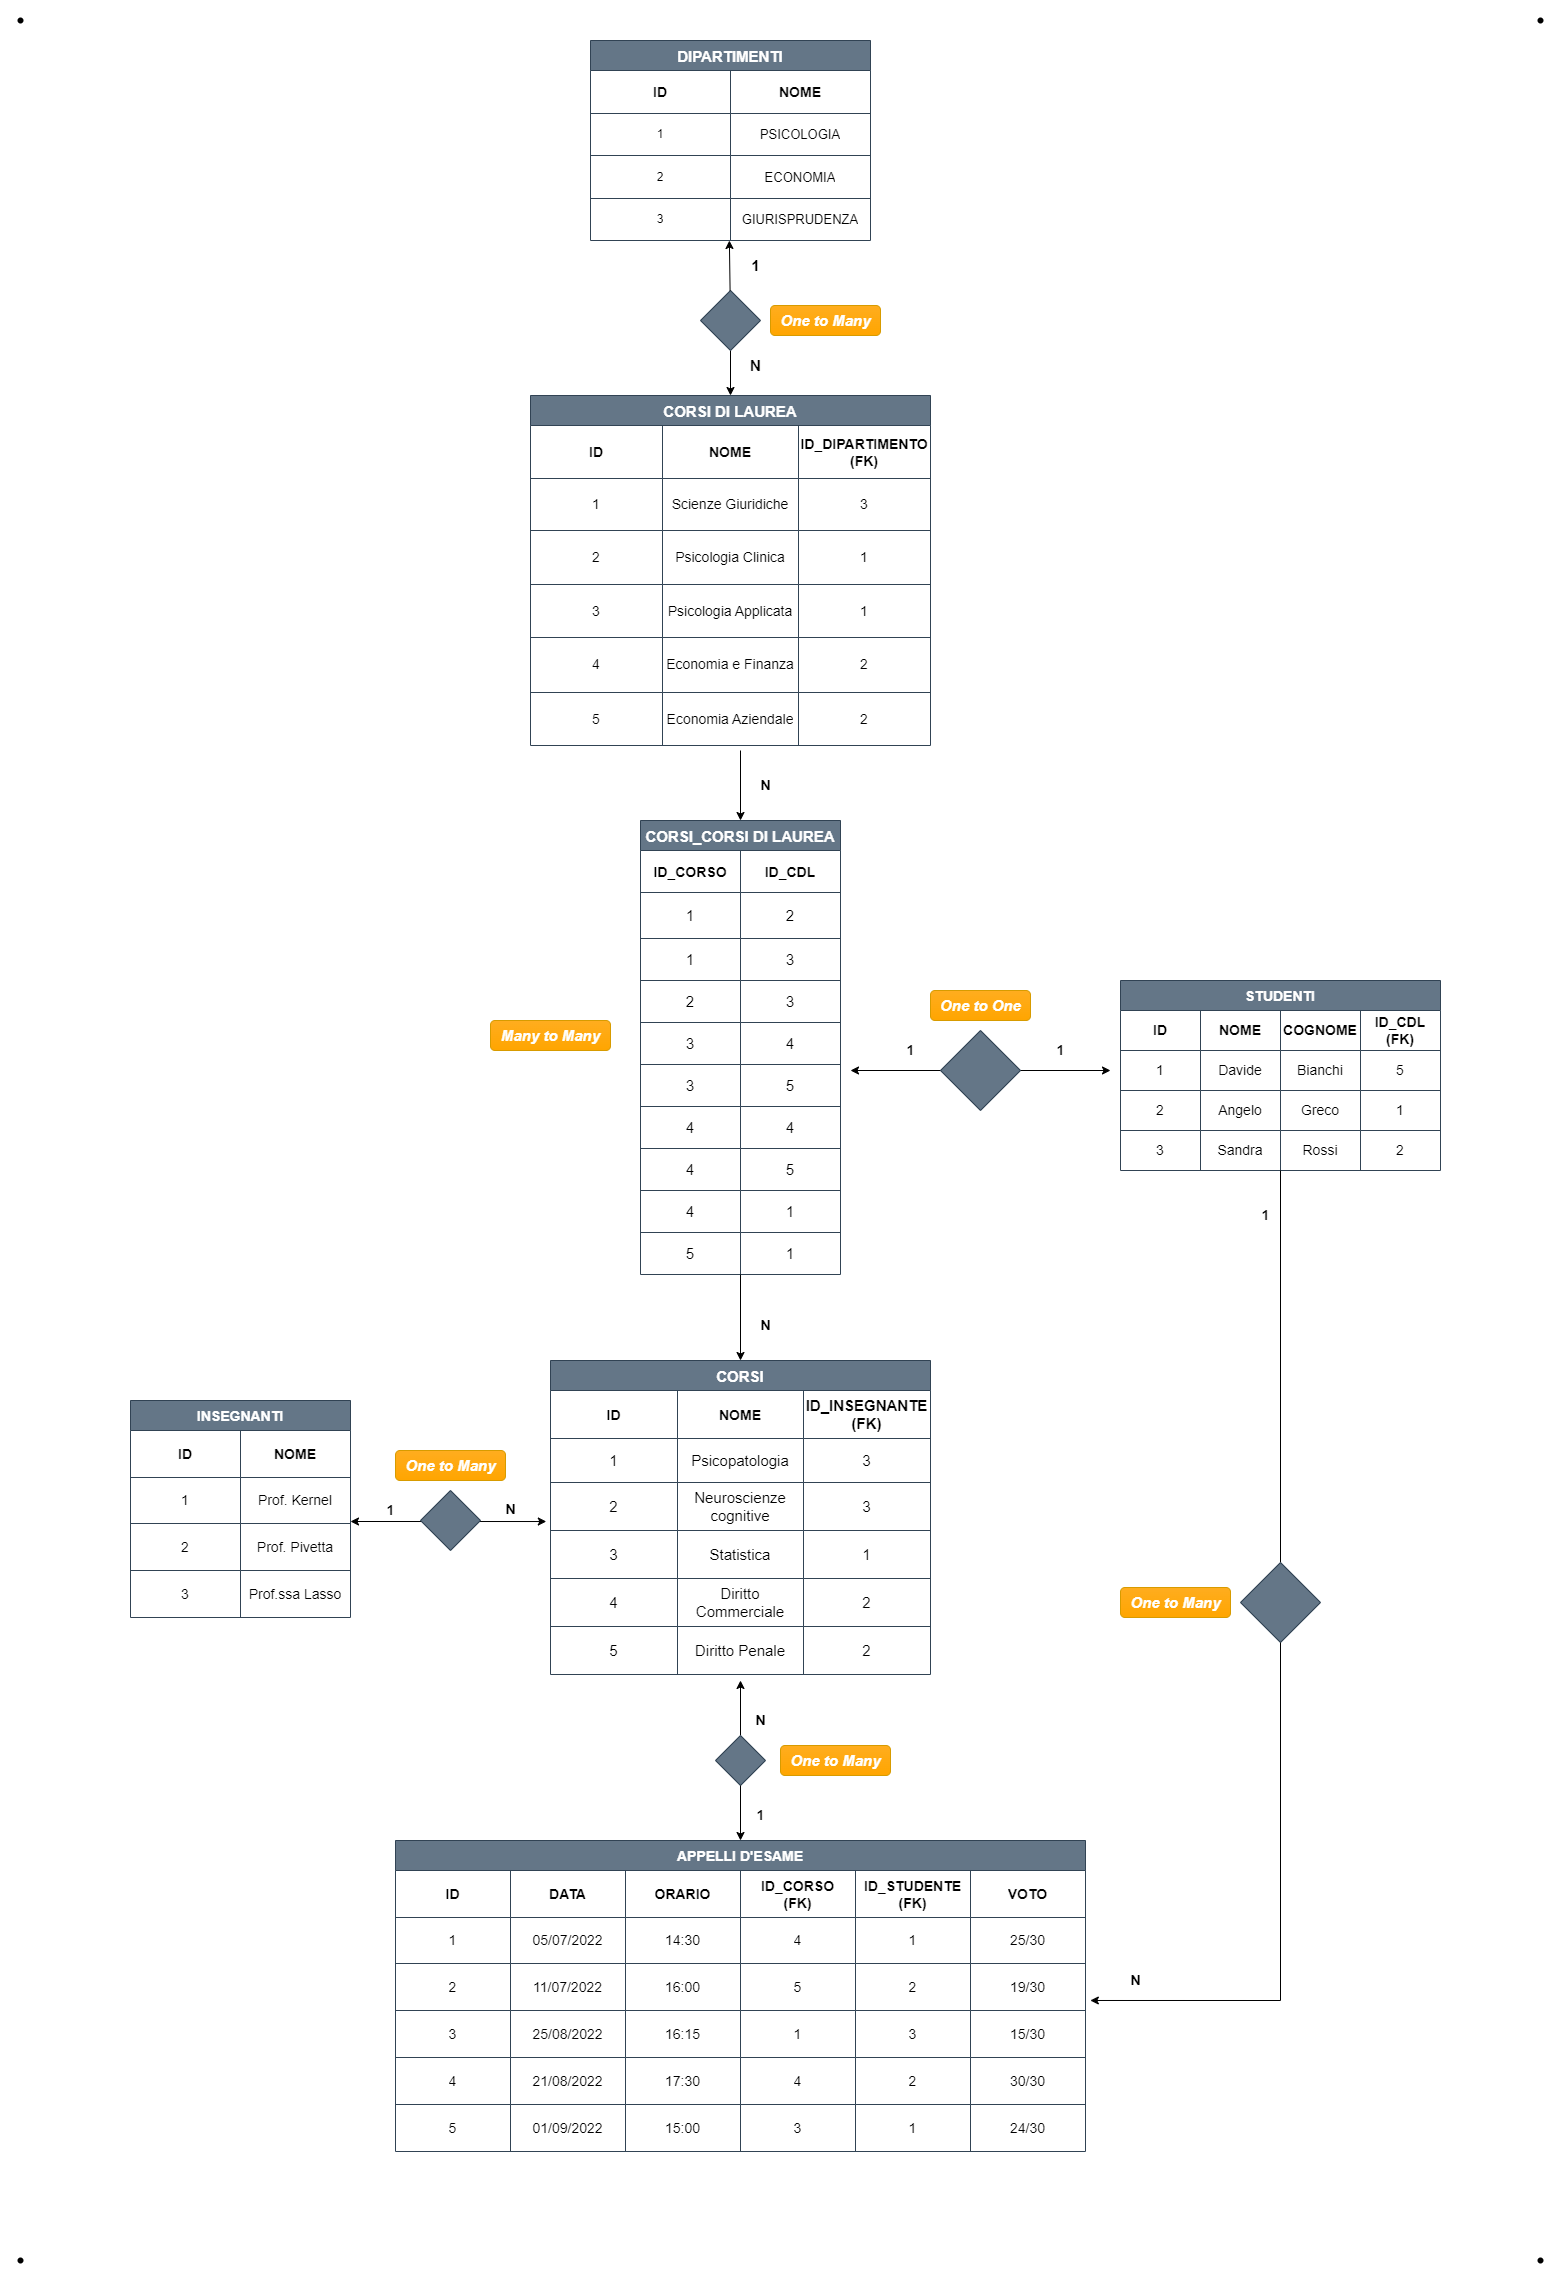 DIPARTIMENTI
ID NOME
1 PSICOLOGIA
2 ECONOMIA
3 GIURISPRUDENZA
1
One to Many
N
CORSI DI LAUREA
ID NOME ID_DIPARTIMENTO
(FK)
1 Scienze Giuridiche 3
2 Psicologia Clinica 1
3 Psicologia Applicata 1
4 Economia e Finanza 2
5 Economia Aziendale 2
N
CORSI_CORSI DI LAUREA
ID_CORSO ID_CDL
1 2
1 3
2 3
3 4
3 5
4 4
4 5
4 1
5 1
Many to Many
One to One
1 1
STUDENTI
ID NOME COGNOME ID_CDL
(FK)
1 Davide Bianchi 5
2 Angelo Greco 1
3 Sandra Rossi 2
1
N
INSEGNANTI
ID NOME
1 Prof. Kernel
2 Prof. Pivetta
3 Prof.ssa Lasso
One to Many
1 N
CORSI
ID NOME ID_INSEGNANTE
(FK)
1 Psicopatologia 3
2 Neuroscienze
cognitive 3
3 Statistica 1
4 Diritto
Commerciale 2
5 Diritto Penale 2
One to Many
N
One to Many
1
APPELLI D'ESAME
ID DATA ORARIO ID_CORSO
(FK) ID_STUDENTE
(FK) VOTO
1 05/07/2022 14:30 4 1 25/30
2 11/07/2022 16:00 5 2 19/30
3 25/08/2022 16:15 1 3 15/30
4 21/08/2022 17:30 4 2 30/30
5 01/09/2022 15:00 3 1 24/30
N